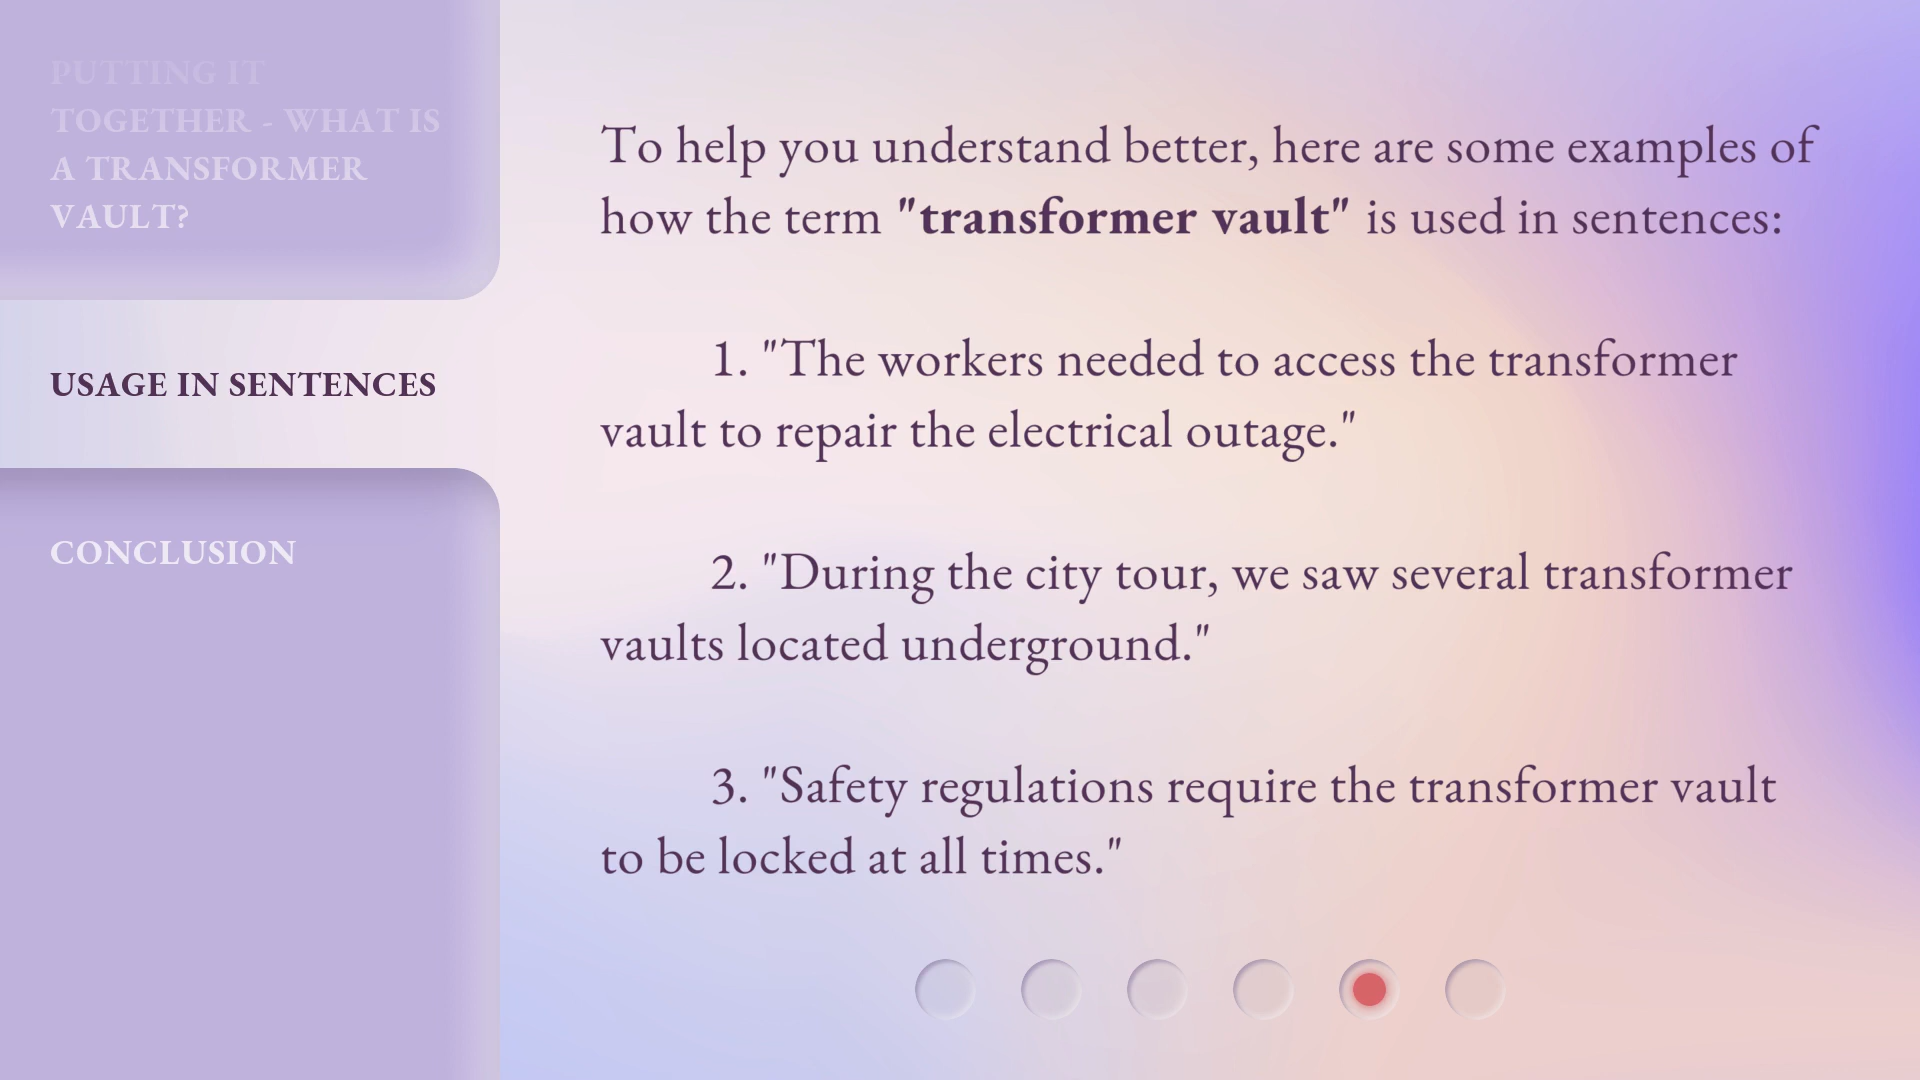 PUTTING IT
TOGETHER - WHAT IS
A TRANSFORMER
VAULT?
USAGE IN SENTENCES
CONCLUSION
To help you understand better, here are some examples of
how the term "transformer vault" is used in sentences:
1. "The workers needed to access the transformer
vault to repair the electrical outage."
2. "During the city tour, we saw several transformer
vaults located underground."
3. "Safety regulations require the transformer vault
to be locked at all times."